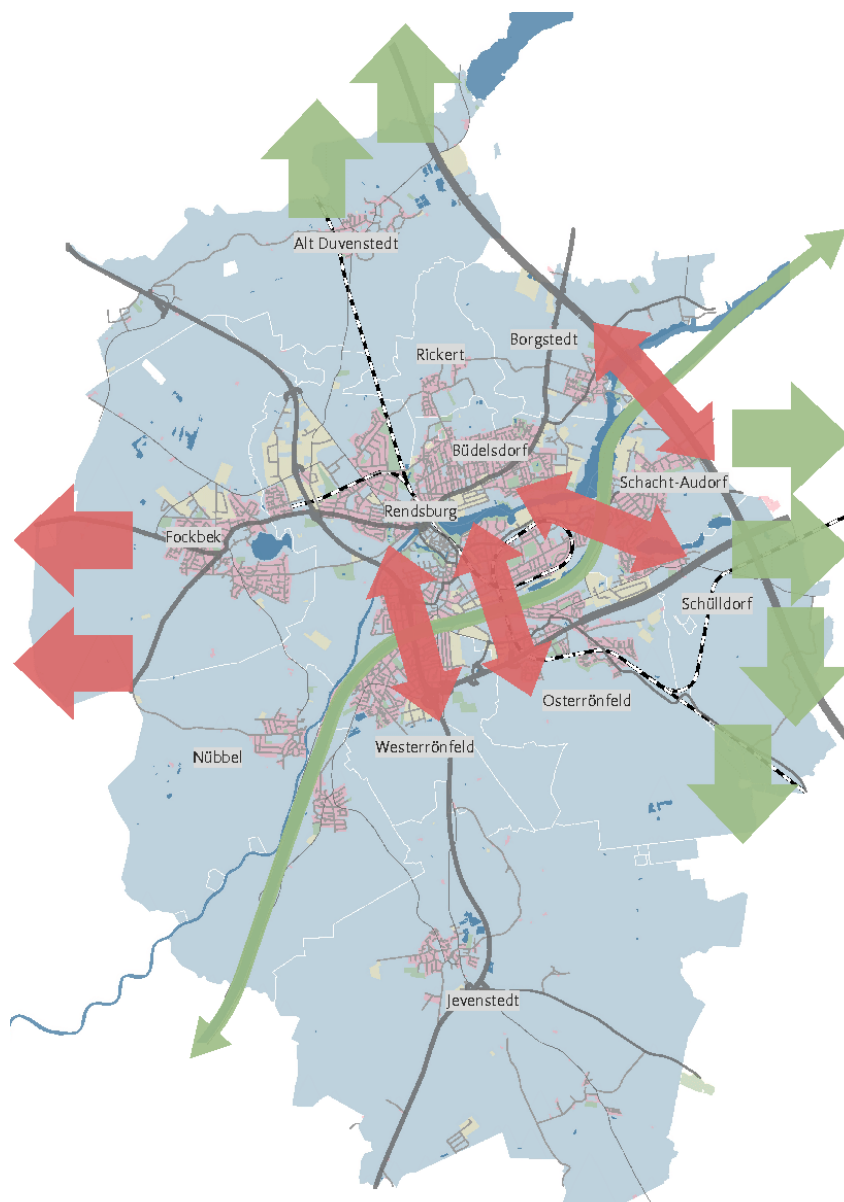 Alt Duvenstedt
Borgstedt
Rickert
Büdelsdorf
Schacht-Audorf
Rendsburg
Fockbek
Schülldorf
Osterrönfeld
Westerrönfeld
Nübbel
Jevenstedt